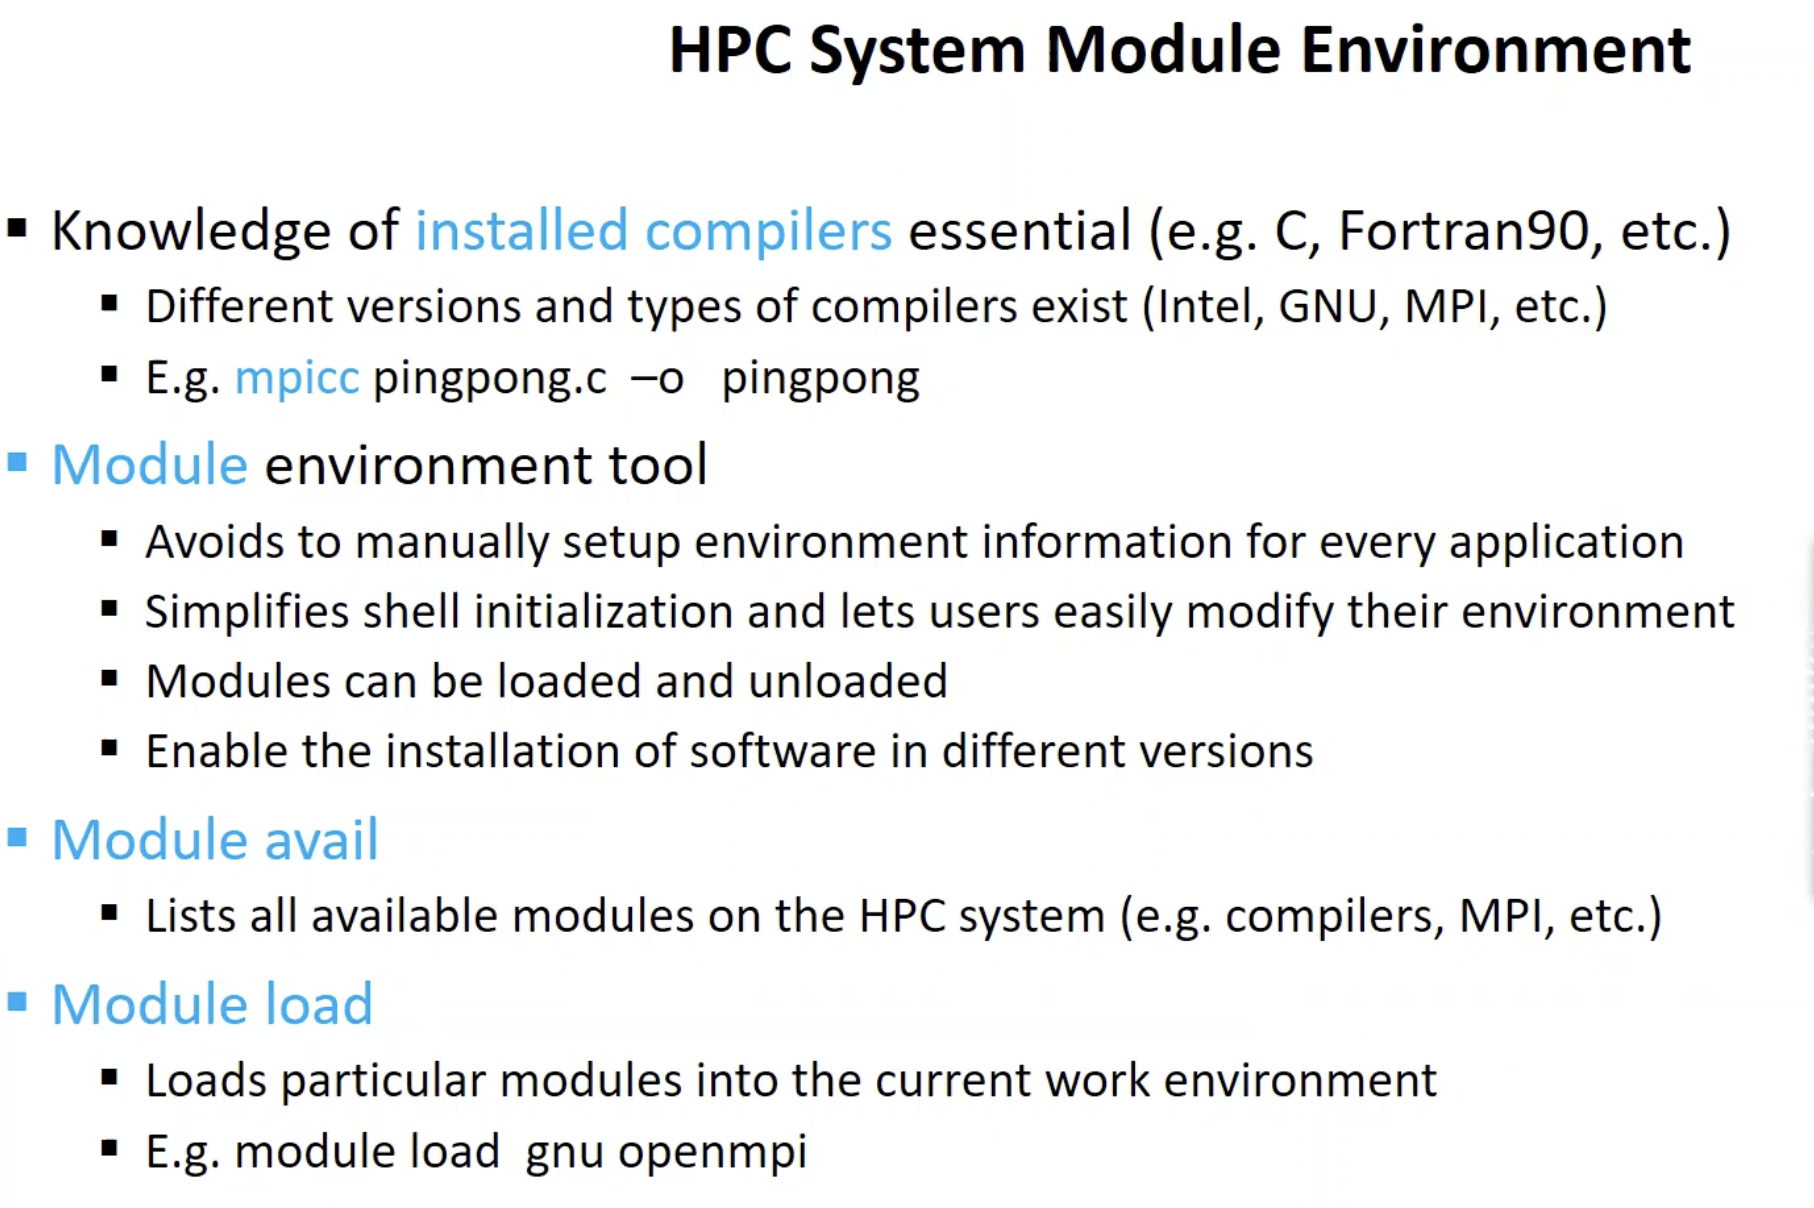 HPC System Module Environment
▪ Knowledge of installed compilers essential (e.g. C, Fortran90, etc.)
▪ Different versions and types of compilers exist (Intel, GNU, MPI, etc.)
▪ E.g. mpicc pingpong.c –o pingpong
▪ Module environment tool
▪ Avoids to manually setup environment information for every application
▪ Simplifies shell initialization and lets users easily modify their environment
▪ Modules can be loaded and unloaded
▪ Enable the installation of software in different versions
▪ Module avail
▪ Lists all available modules on the HPC system (e.g. compilers, MPI, etc.)
▪ Module load
▪ Loads particular modules into the current work environment
▪ E.g. module load gnu openmpi